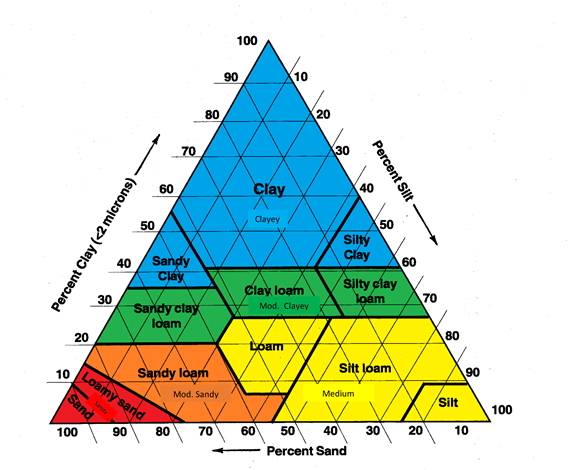 100
90
10
80
20
70
30
Percent Silt
60
Clay
40
Percent Clay (<2 microns)
Clayey
50
50
Silty
Clay
40
Sandy
Clay
60
30
Clay loam
Mod. Clayey
Silty clay
loam
70
Sandy clay
loam
20
Loam
80
10
Sandy loam
Silt loam
90
Loamy sand
Mod. Sandy
Medium
Sand
Silt
100
100 90 80 70 60 50 40 30 20 10
Percent Sand